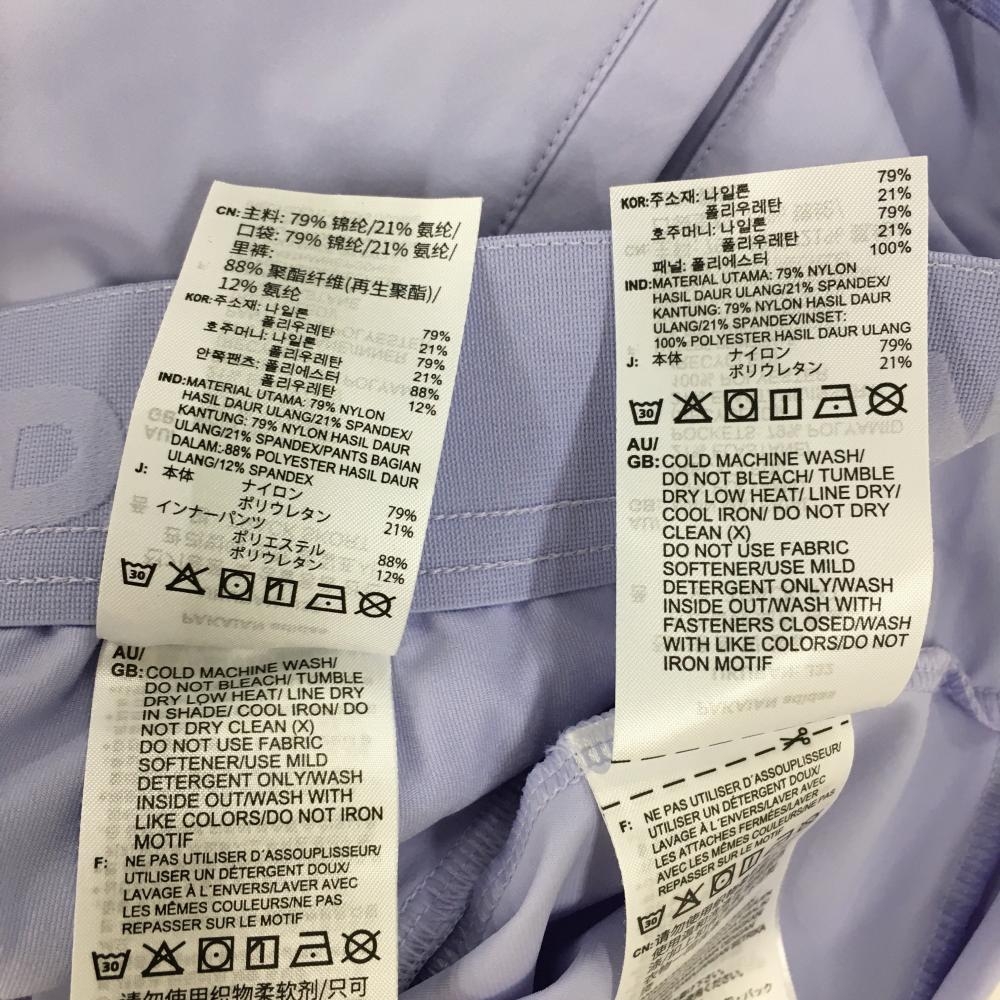 CN: 主料: 79% 锦纶/21% 氨纶/
口袋: 79% 锦纶/21% 氨纶/
里裤:
88% 聚酯纤维(再生聚酯)/
12% 氨纶
KOR: 주소재: 나일론 79%
폴리우레탄 21%
호주머니: 나일론 79%
폴리우레탄 21%
안쪽팬츠: 폴리에스터 88%
폴리우레탄 12%
IND: MATERIAL UTAMA: 79% NYLON
HASIL DAUR ULANG/21% SPANDEX/
KANTUNG: 79% NYLON HASIL DAUR
ULANG/21% SPANDEX/PANTS BAGIAN
DALAM: 88% POLYESTER HASIL DAUR
ULANG/12% SPANDEX
J: 本体 ナイロン 79%
ポリウレタン 21%
インナーパンツ
ポリエステル 88%
ポリウレタン 12%
30
AU/
GB: COLD MACHINE WASH/
DO NOT BLEACH/ TUMBLE
DRY LOW HEAT/ LINE DRY
IN SHADE/ COOL IRON/ DO
NOT DRY CLEAN (X)
DO NOT USE FABRIC
SOFTENER/USE MILD
DETERGENT ONLY/WASH
INSIDE OUT/WASH WITH
LIKE COLORS/DO NOT IRON
MOTIF
F: NE PAS UTILISER D´ASSOUPLISSEUR/
UTILISER UN DÉTERGENT DOUX/
LAVAGE À L´ENVERS/LAVER AVEC
LES MÊMES COULEURS/NE PAS
REPASSER SUR LE MOTIF
30
请勿使用织物柔软剂/只可
KOR: 주소재: 나일론 79%
폴리우레탄 21%
호주머니: 나일론 79%
폴리우레탄 21%
패널: 폴리에스터 100%
IND: MATERIAL UTAMA: 79% NYLON
HASIL DAUR ULANG/21% SPANDEX/
KANTUNG: 79% NYLON HASIL DAUR
ULANG/21% SPANDEX/INSET:
100% POLYESTER HASIL DAUR ULANG
J: 本体 ナイロン 79%
ポリウレタン 21%
30
AU/
GB: COLD MACHINE WASH/
DO NOT BLEACH/ TUMBLE
DRY LOW HEAT/ LINE DRY/
COOL IRON/ DO NOT DRY
CLEAN (X)
DO NOT USE FABRIC
SOFTENER/USE MILD
DETERGENT ONLY/WASH
INSIDE OUT/WASH WITH
FASTENERS CLOSED/WASH
WITH LIKE COLORS/DO NOT
IRON MOTIF
F: NE PAS UTILISER D´ASSOUPLISSEUR/
UTILISER UN DÉTERGENT DOUX/
LAVAGE À L´ENVERS/LAVER AVEC
LES ATTACHES FERMÉES/LAVER
AVEC LES MÊMES COULEURS/NE PAS
REPASSER SUR LE MOTIF
30
CN: 请勿使用织物